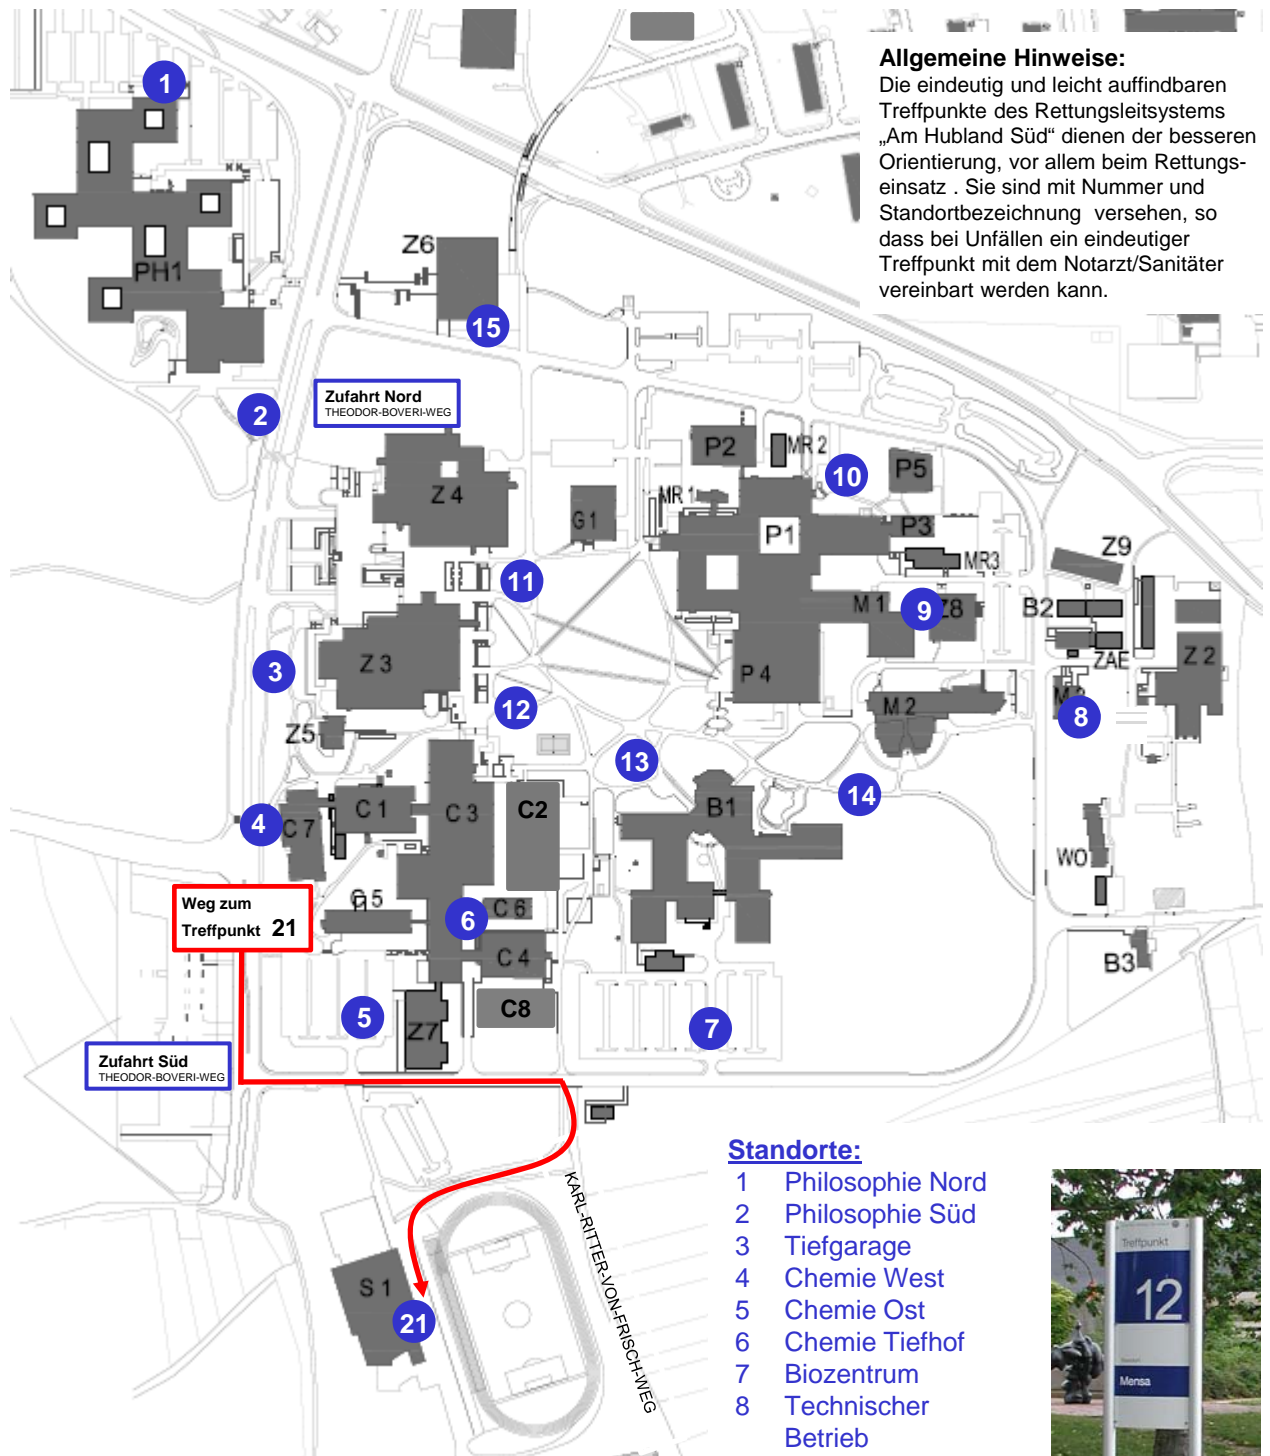 Allgemeine Hinweise:
Die eindeutig und leicht auffindbaren
Treffpunkte des Rettungsleitsystems
„Am Hubland Süd“ dienen der besseren
Orientierung, vor allem beim Rettungs-
einsatz . Sie sind mit Nummer und
Standortbezeichnung versehen, so
dass bei Unfällen ein eindeutiger
Treffpunkt mit dem Notarzt/Sanitäter
vereinbart werden kann.
1
PH1
Z6
15
2
Zufahrt Nord
THEODOR-BOVERI-WEG
P2
MR 2
10
P5
Z 4
MR 1
G 1
P1
P3
MR3
Z9
11
M 1
9
Z8
B2
ZAE
Z 2
3
Z 3
P 4
M 2
8
12
Z5
13
14
4
C 7
C 1
C 3
C2
B1
WO
Weg zum
Treffpunkt 21
G 5
6
C 6
C 4
B3
5
Z7
C8
7
Zufahrt Süd
THEODOR-BOVERI-WEG
KARL-RITTER-VON-FRISCH-WEG
S 1
21
Standorte:
1 Philosophie Nord
2 Philosophie Süd
3 Tiefgarage
4 Chemie West
5 Chemie Ost
6 Chemie Tiefhof
7 Biozentrum
8 Technischer
Betrieb
Treffpunkt
12
Mensa